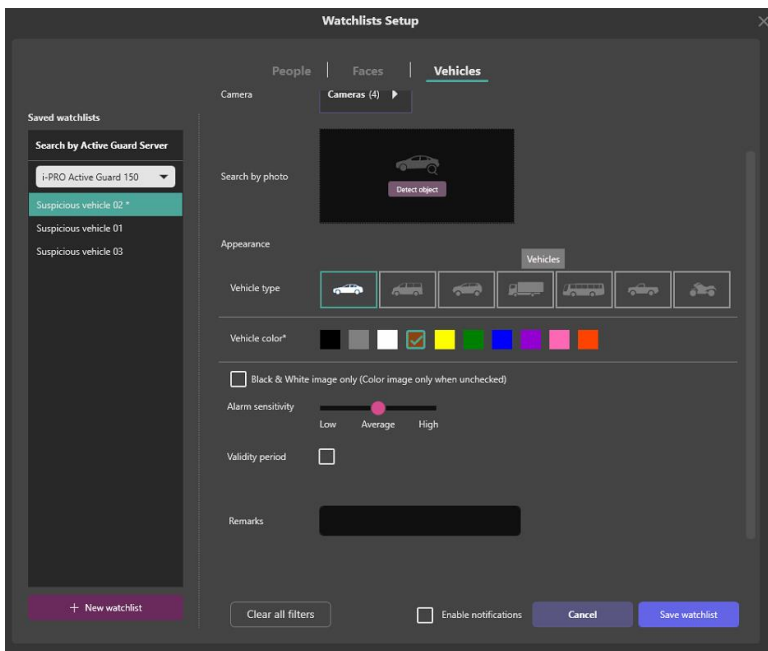 Watchlists Setup
People | Faces | Vehicles
Camera
Cameras (4)
Saved watchlists
Search by Active Guard Server
i-PRO Active Guard 150
Suspicious vehicle 02 *
Suspicious vehicle 01
Suspicious vehicle 03
+ New watchlist
Search by photo
Detect object
Appearance
Vehicles
Vehicle type
Vehicle color*
Black & White image only (Color image only when unchecked)
Alarm sensitivity
Low Average High
Validity period
Remarks
Clear all filters
Enable notifications
Cancel
Save watchlist